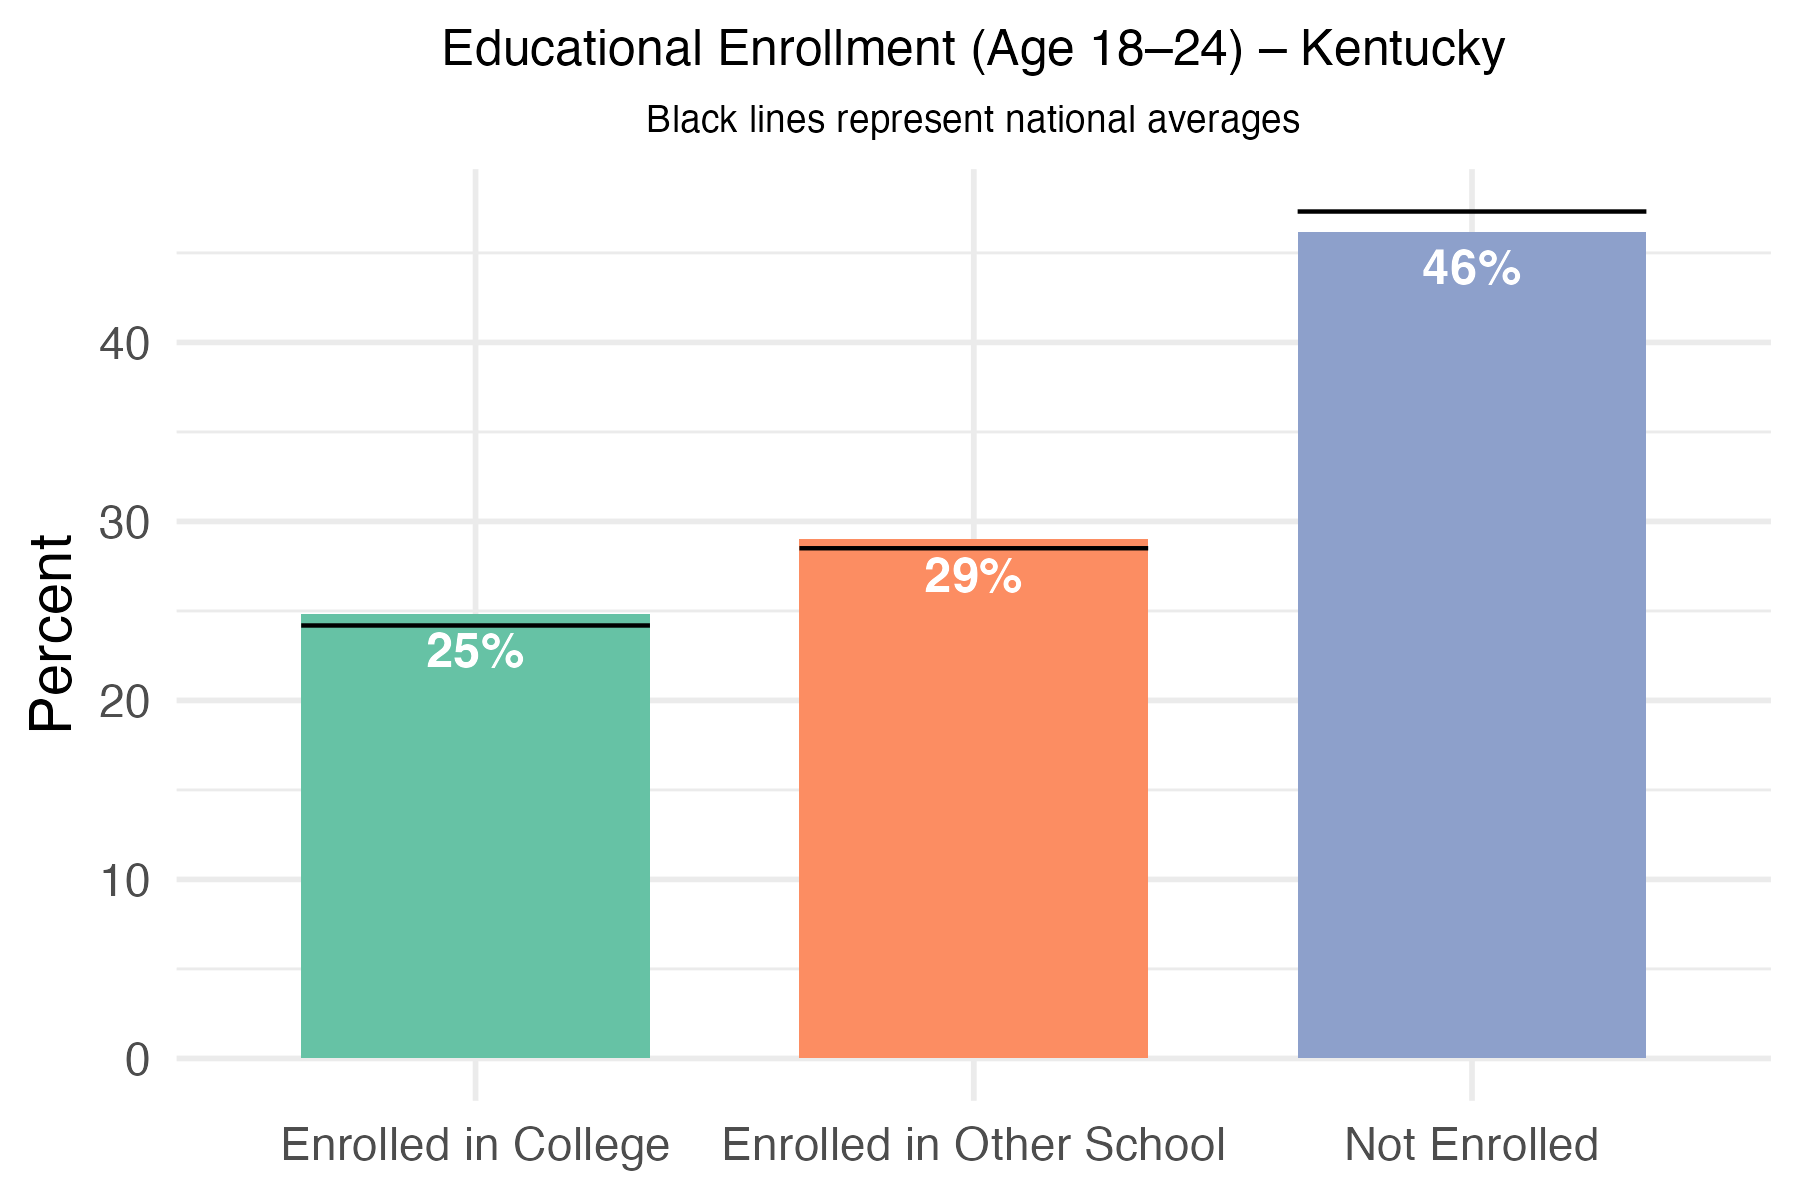 Educational Enrollment (Age 18–24) – Kentucky
Black lines represent national averages
Percent
40
30
20
10
0
25%
29%
46%
Enrolled in College
Enrolled in Other School
Not Enrolled